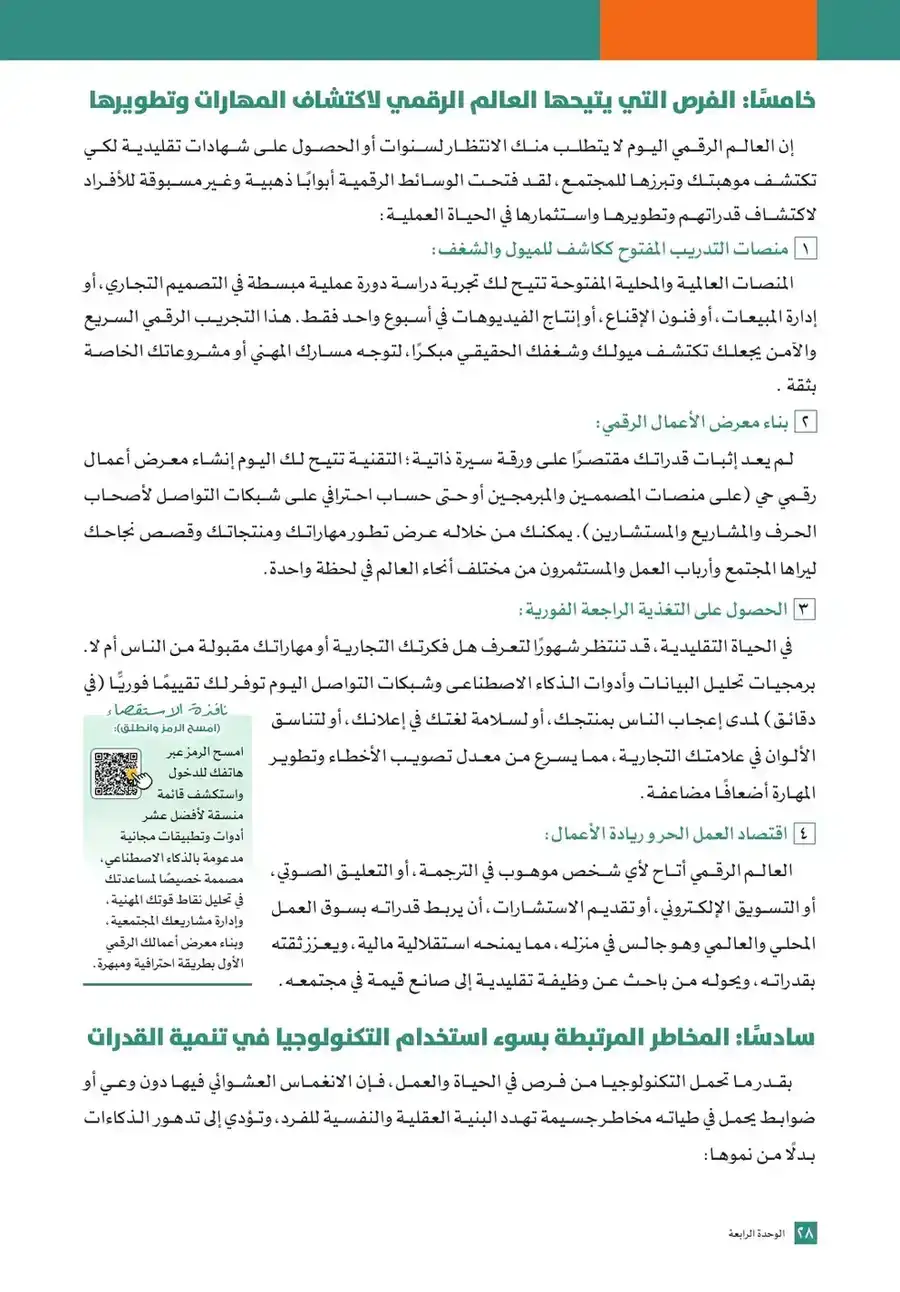 خامسًا: الفرص التي يتيحها العالم الرقمي لاكتشاف المهارات وتطويرها
إن العالم الرقمي اليوم لا يتطلب منك الانتظار لسنوات أو الحصول على شهادات تقليدية لكي
تكتشف موهبتك وتبرزها للمجتمع، لقد فتحت الوسائط الرقمية أبوابًا ذهبية وغير مسبوقة للأفراد
لاكتشاف قدراتهم وتطويرها واستثمارها في الحياة العملية:
١ منصات التدريب المفتوح ككاشف للميول والشغف:
المنصات العالمية والمحلية المفتوحة تتيح لك تجربة دراسة دورة عملية مبسطة في التصميم التجاري، أو
إدارة المبيعات، أو فنون الإقناع، أو إنتاج الفيديوهات في أسبوع واحد فقط. هذا التجريب الرقمي السريع
والآمن يجعلك تكتشف ميولك وشغفك الحقيقي مبكرًا، لتوجه مسارك المهني أو مشروعاتك الخاصة
بثقة .
٢ بناء معرض الأعمال الرقمي:
لم يعد إثبات قدراتك مقتصرًا على ورقة سيرة ذاتية؛ التقنية تتيح لك اليوم إنشاء معرض أعمال
رقمي حي (على منصات المصممين والمبرمجين أو حتى حساب احترافي على شبكات التواصل لأصحاب
الحرف والمشاريع والمستشارين). يمكنك من خلاله عرض تطور مهاراتك ومنتجاتك وقصص نجاحك
ليراها المجتمع وأرباب العمل والمستثمرون من مختلف أنحاء العالم في لحظة واحدة.
٣ الحصول على التغذية الراجعة الفورية:
في الحياة التقليدية، قد تنتظر شهورًا لتعرف هل فكرتك التجارية أو مهاراتك مقبولة من الناس أم لا.
برمجيات تحليل البيانات وأدوات الذكاء الاصطناعي وشبكات التواصل اليوم توفر لك تقييمًا فوريًّا (في
دقائق) لمدى إعجاب الناس بمنتجك، أو لسلامة لغتك في إعلانك، أو لتناسق
الألوان في علامتك التجارية، مما يسرع من معدل تصويب الأخطاء وتطوير
المهارة أضعافًا مضاعفة.
٤ اقتصاد العمل الحر وريادة الأعمال:
العالم الرقمي أتاح لأي شخص موهوب في الترجمة، أو التعليق الصوتي،
أو التسويق الإلكتروني، أو تقديم الاستشارات، أن يربط قدراته بسوق العمل
المحلي والعالمي وهو جالس في منزله، مما يمنحه استقلالية مالية، ويعزز ثقته
بقدراته، ويحوله من باحث عن وظيفة تقليدية إلى صانع قيمة في مجتمعه.
نافذة الاستقصاء
(امسح الرمز وانطلق):
امسح الرمز عبر
هاتفك للدخول
واستكشف قائمة
منسقة لأفضل عشر
أدوات وتطبيقات مجانية
مدعومة بالذكاء الاصطناعي،
مصممة خصيصًا لمساعدتك
في تحليل نقاط قوتك المهنية،
وإدارة مشاريعك المجتمعية،
وبناء معرض أعمالك الرقمي
الأول بطريقة احترافية ومبهرة.
سادسًا: المخاطر المرتبطة بسوء استخدام التكنولوجيا في تنمية القدرات
بقدر ما تحمل التكنولوجيا من فرص في الحياة والعمل، فإن الانغماس العشوائي فيها دون وعي أو
ضوابط يحمل في طياته مخاطر جسيمة تهدد البنية العقلية والنفسية للفرد، وتؤدي إلى تدهور الذكاءات
بدلًا من نموها:
٢٨ الوحدة الرابعة